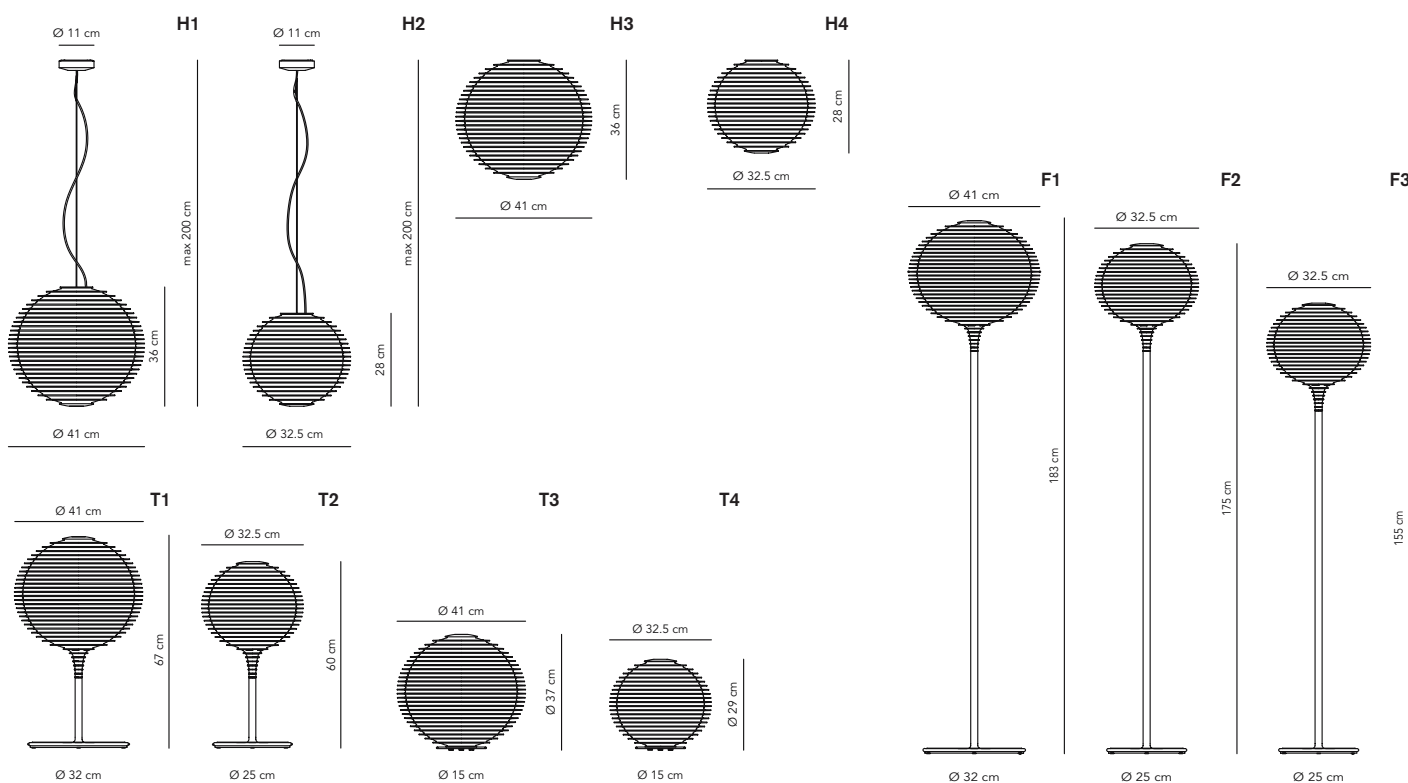 H1
Ø 11 cm
max 200 cm
36 cm
Ø 41 cm
H2
Ø 11 cm
max 200 cm
28 cm
Ø 32.5 cm
H3
36 cm
Ø 41 cm
H4
28 cm
Ø 32.5 cm
F1
Ø 41 cm
183 cm
Ø 32 cm
F2
Ø 32.5 cm
175 cm
Ø 25 cm
F3
Ø 32.5 cm
155 cm
Ø 25 cm
T1
Ø 41 cm
67 cm
Ø 32 cm
T2
Ø 32.5 cm
60 cm
Ø 25 cm
T3
Ø 41 cm
Ø 37 cm
Ø 15 cm
T4
Ø 32.5 cm
Ø 29 cm
Ø 15 cm